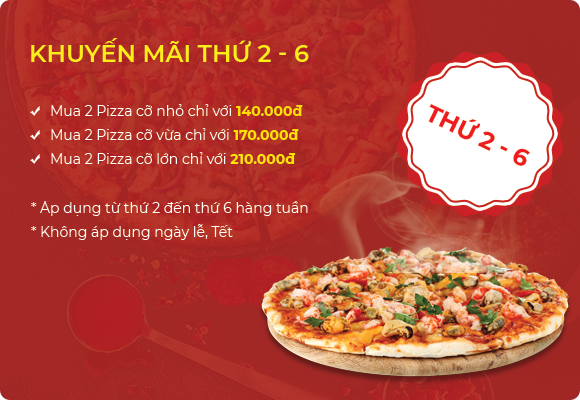 KHUYẾN MÃI THỨ 2 - 6
Mua 2 Pizza cỡ nhỏ chỉ với 140.000đ
Mua 2 Pizza cỡ vừa chỉ với 170.000đ
Mua 2 Pizza cỡ lớn chỉ với 210.000đ
* Áp dụng từ thứ 2 đến thứ 6 hàng tuần
* Không áp dụng ngày lễ, Tết
THỨ 2 - 6